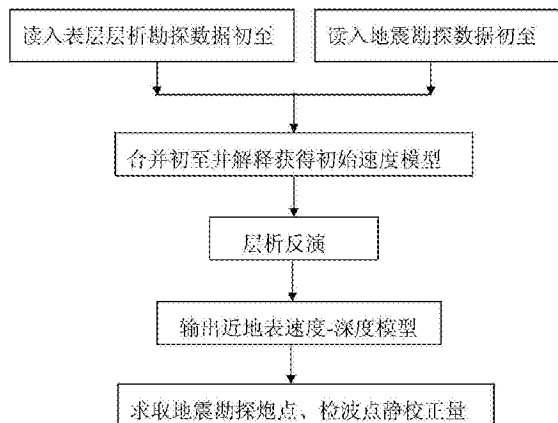 读入表层层析勘探数据初至
读入地震勘探数据初至
合并初至并解释获得初始速度模型
层析反演
输出近地表速度-深度模型
求取地震勘探炮点、检波点静校正量